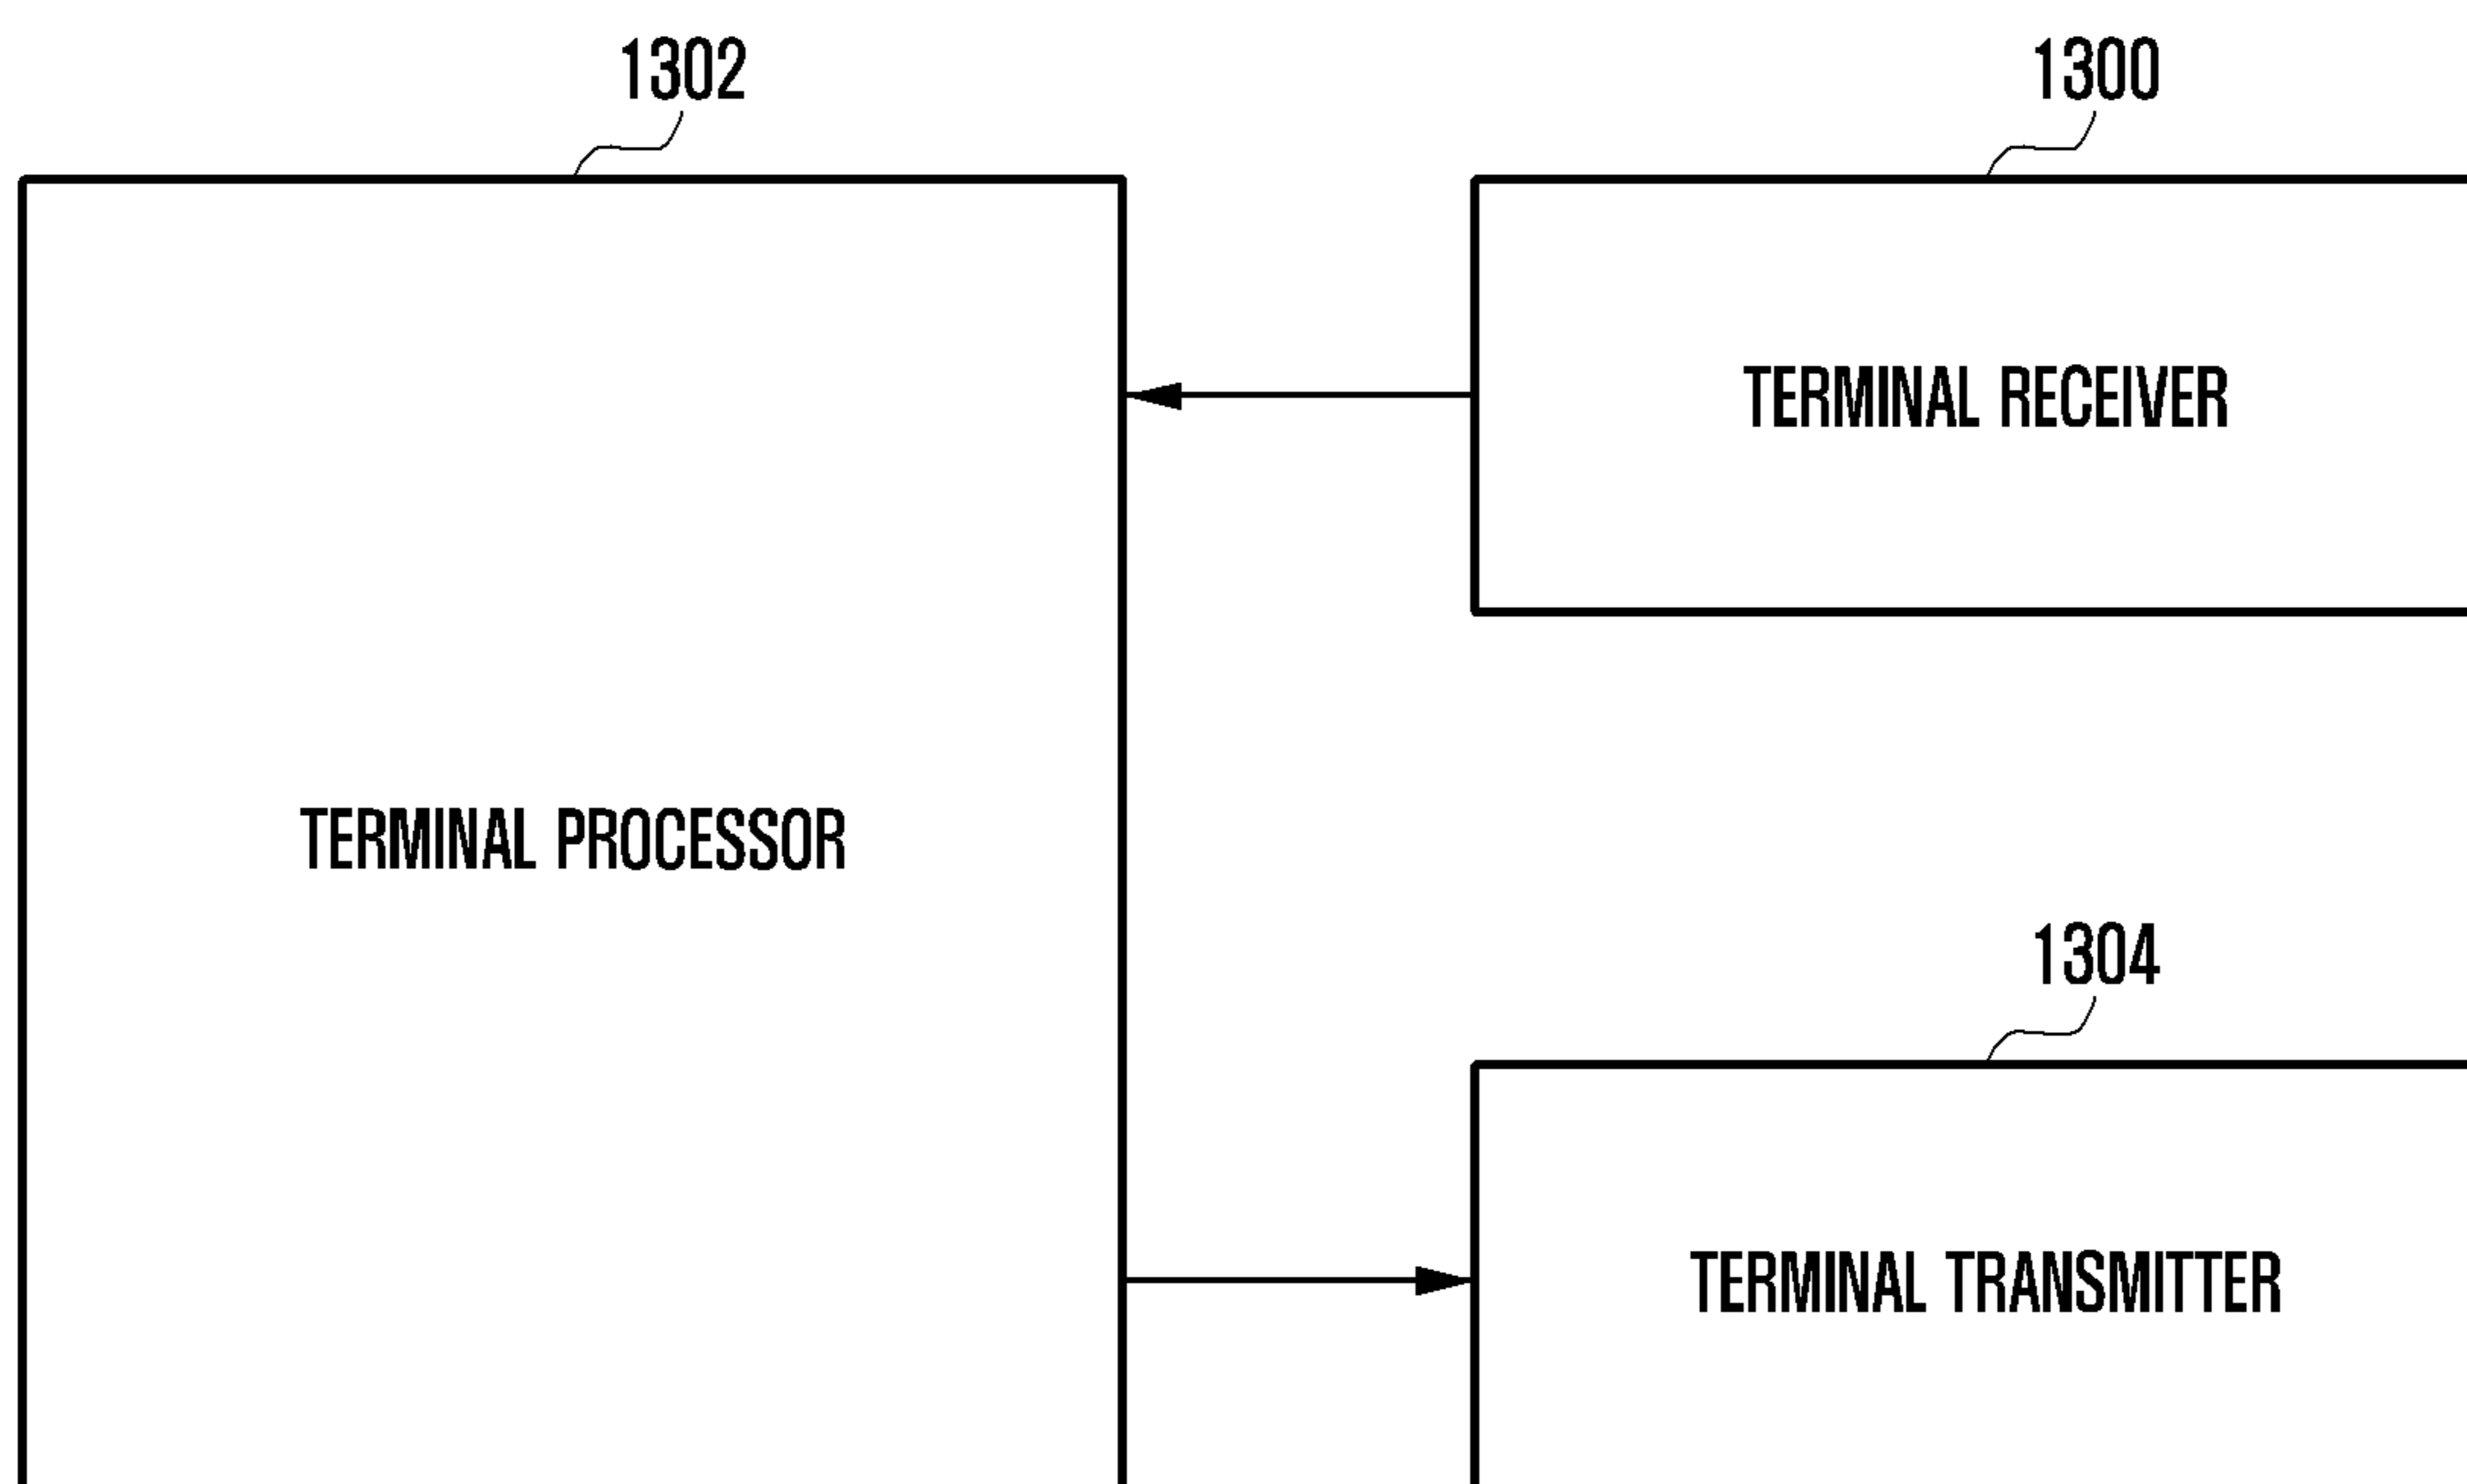 1302
1300
TERMINAL RECEIVER
TERMINAL PROCESSOR
1304
TERMINAL TRANSMITTER